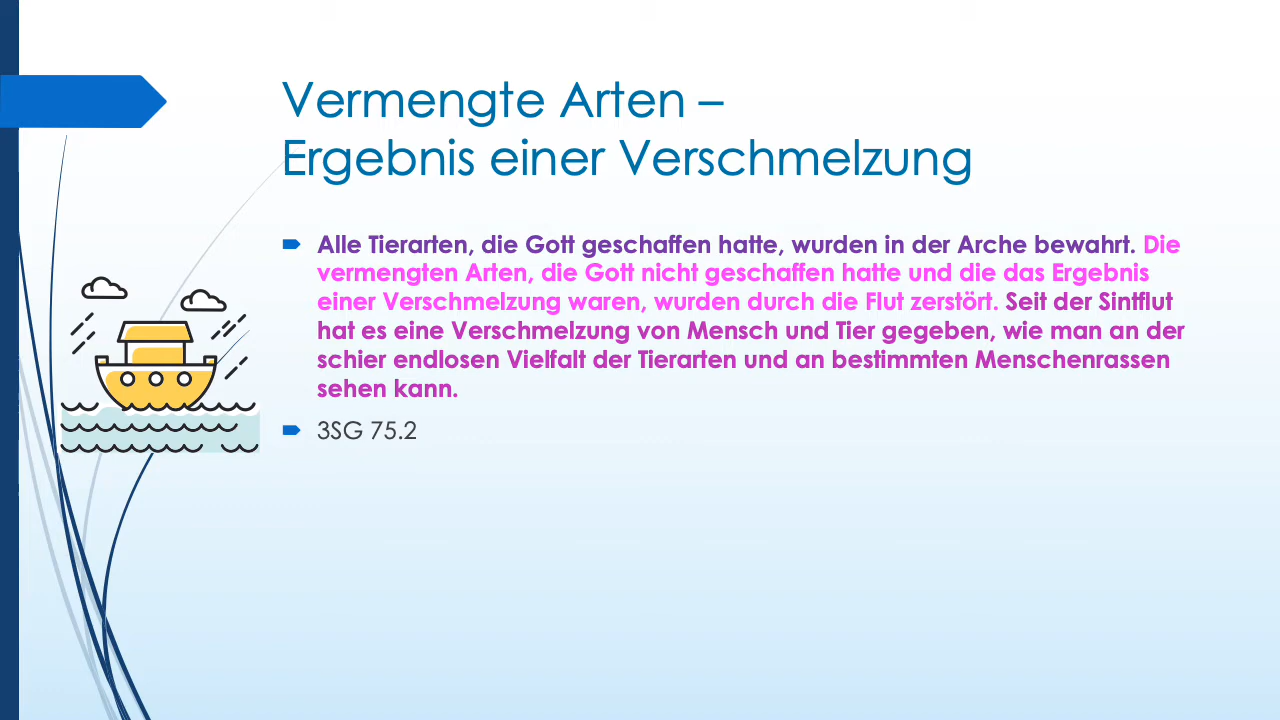 Vermengte Arten –
Ergebnis einer Verschmelzung
Alle Tierarten, die Gott geschaffen hatte, wurden in der Arche bewahrt. Die
vermengten Arten, die Gott nicht geschaffen hatte und die das Ergebnis
einer Verschmelzung waren, wurden durch die Flut zerstört. Seit der Sintflut
hat es eine Verschmelzung von Mensch und Tier gegeben, wie man an der
schier endlosen Vielfalt der Tierarten und an bestimmten Menschenrassen
sehen kann.
3SG 75.2